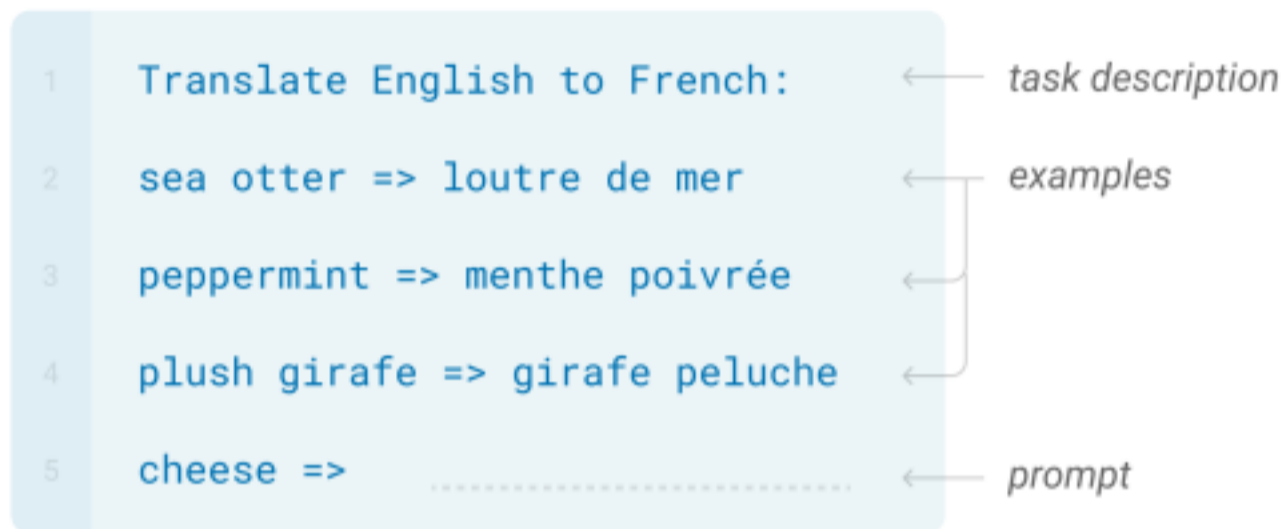 1 Translate English to French: task description
2 sea otter => loutre de mer examples
3 peppermint => menthe poivrée
4 plush girafe => girafe peluche
5 cheese => prompt